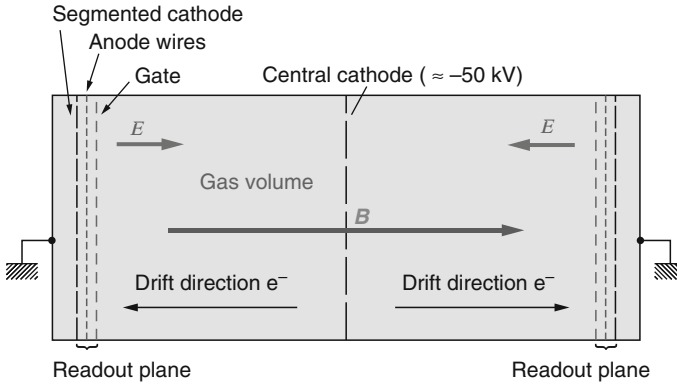 Segmented cathode
Anode wires
Gate
Central cathode ( ≈ –50 kV)
E
E
Gas volume
B
Drift direction e⁻
Drift direction e⁻
Readout plane
Readout plane